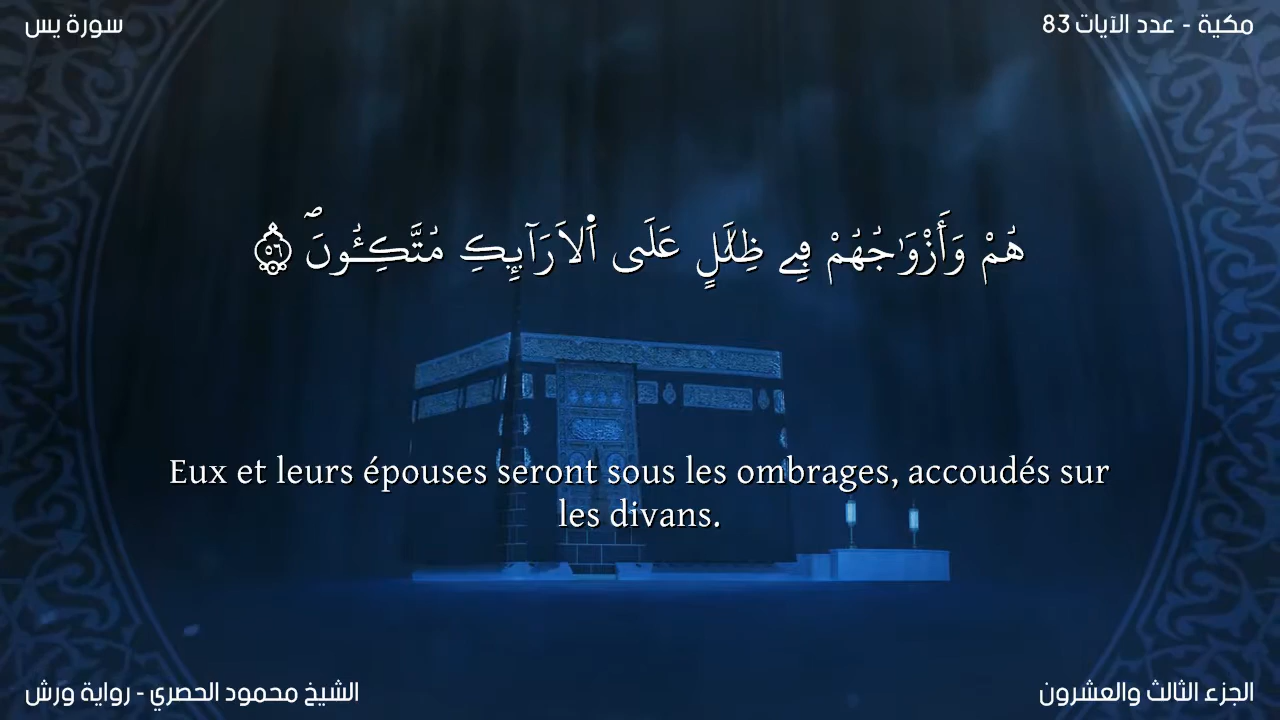 سورة يس
مكية - عدد الآيات 83
هُمْ وَأَزْوَٰجُهُمْ فِے ظِلَٰلٍ عَلَى اَ۬لَارَآئِكِ مُتَّكِـُٔونَۖ ٥٦
Eux et leurs épouses seront sous les ombrages, accoudés sur
les divans.
الشيخ محمود الحصري - رواية ورش
الجزء الثالث والعشرون